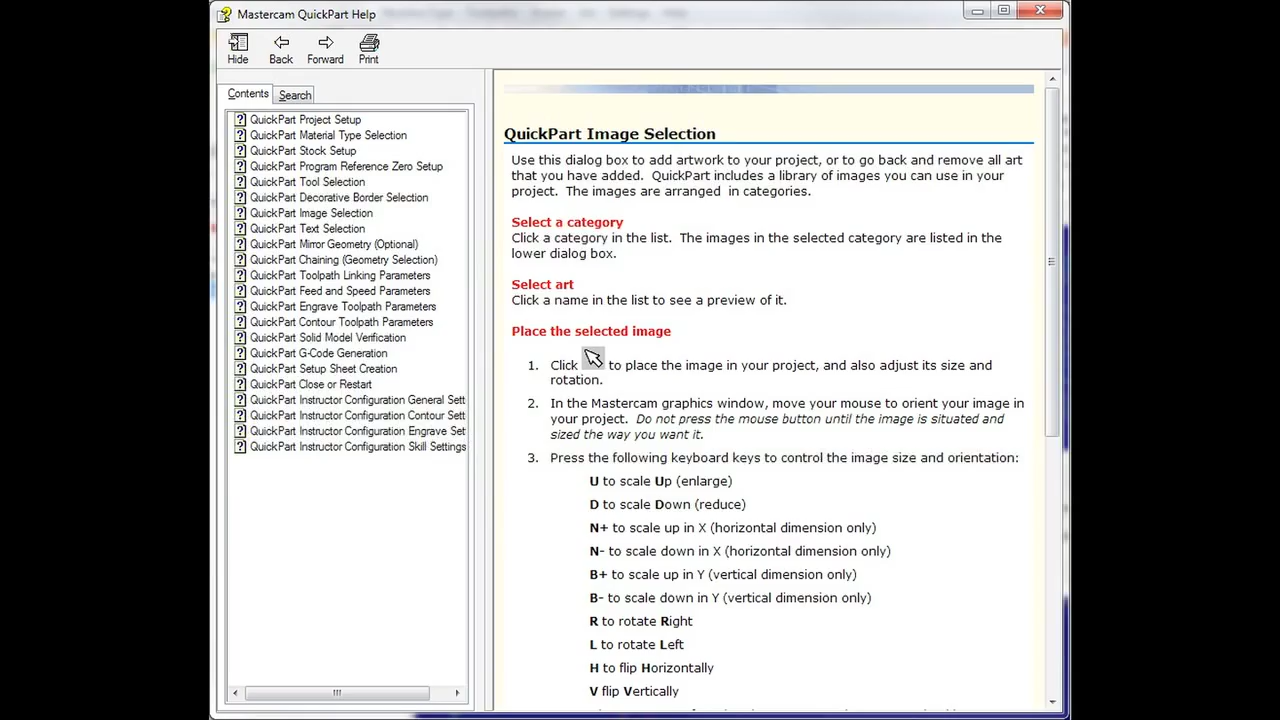 Mastercam QuickPart Help
Hide Back Forward Print
Contents Search
QuickPart Project Setup
QuickPart Material Type Selection
QuickPart Stock Setup
QuickPart Program Reference Zero Setup
QuickPart Tool Selection
QuickPart Decorative Border Selection
QuickPart Image Selection
QuickPart Text Selection
QuickPart Mirror Geometry (Optional)
QuickPart Chaining (Geometry Selection)
QuickPart Toolpath Linking Parameters
QuickPart Feed and Speed Parameters
QuickPart Engrave Toolpath Parameters
QuickPart Contour Toolpath Parameters
QuickPart Solid Model Verification
QuickPart G-Code Generation
QuickPart Setup Sheet Creation
QuickPart Close or Restart
QuickPart Instructor Configuration General Sett
QuickPart Instructor Configuration Contour Sett
QuickPart Instructor Configuration Engrave Set
QuickPart Instructor Configuration Skill Settings
QuickPart Image Selection
Use this dialog box to add artwork to your project, or to go back and remove all art
that you have added. QuickPart includes a library of images you can use in your
project. The images are arranged in categories.
Select a category
Click a category in the list. The images in the selected category are listed in the
lower dialog box.
Select art
Click a name in the list to see a preview of it.
Place the selected image
1. Click to place the image in your project, and also adjust its size and
rotation.
2. In the Mastercam graphics window, move your mouse to orient your image in
your project. Do not press the mouse button until the image is situated and
sized the way you want it.
3. Press the following keyboard keys to control the image size and orientation:
U to scale Up (enlarge)
D to scale Down (reduce)
N+ to scale up in X (horizontal dimension only)
N- to scale down in X (horizontal dimension only)
B+ to scale up in Y (vertical dimension only)
B- to scale down in Y (vertical dimension only)
R to rotate Right
L to rotate Left
H to flip Horizontally
V flip Vertically